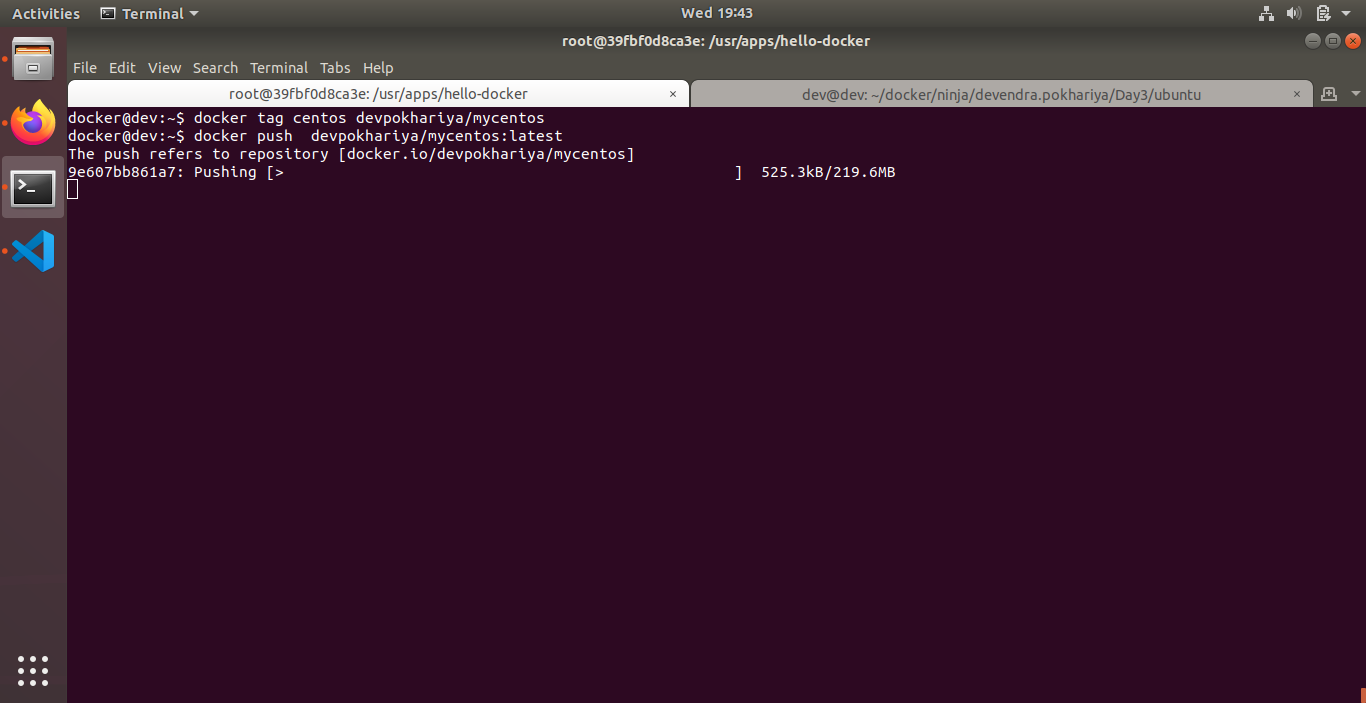 Activities Terminal Wed 19:43
root@39fbf0d8ca3e: /usr/apps/hello-docker
File Edit View Search Terminal Tabs Help
root@39fbf0d8ca3e: /usr/apps/hello-docker × dev@dev: ~/docker/ninja/devendra.pokhariya/Day3/ubuntu ×
docker@dev:~$ docker tag centos devpokhariya/mycentos
docker@dev:~$ docker push  devpokhariya/mycentos:latest
The push refers to repository [docker.io/devpokhariya/mycentos]
9e607bb861a7: Pushing [>                                                  ]  525.3kB/219.6MB